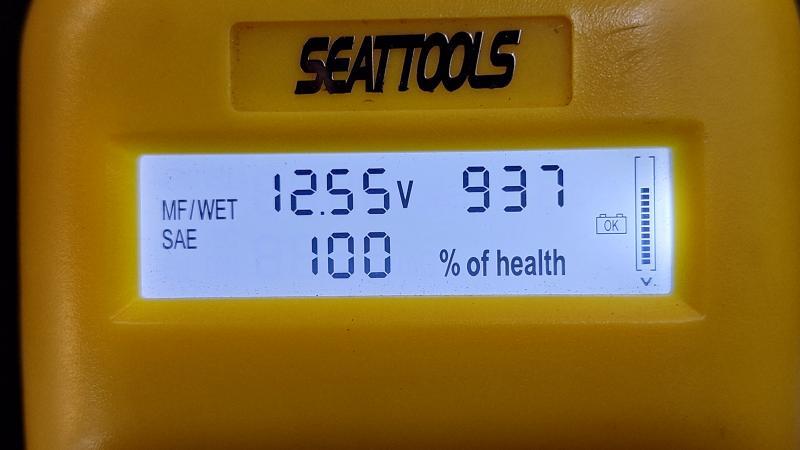 SEATTOOLS
MF/WET 12.55V 937
SAE
OK
100 % of health
V